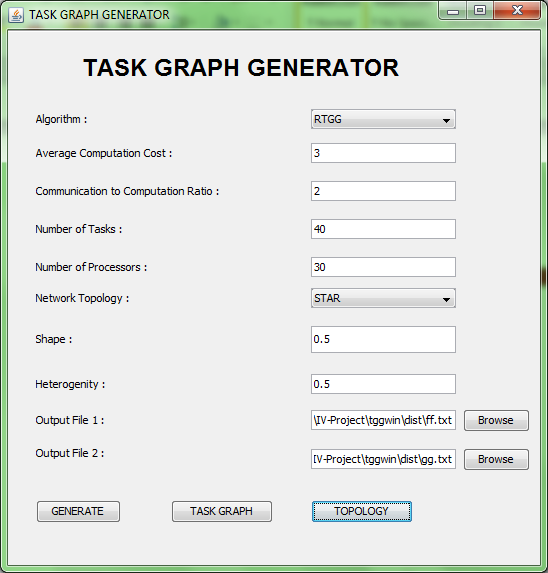 TASK GRAPH GENERATOR
TASK GRAPH GENERATOR
Algorithm : RTGG
Average Computation Cost : 3
Communication to Computation Ratio : 2
Number of Tasks : 40
Number of Processors : 30
Network Topology : STAR
Shape : 0.5
Heterogenity : 0.5
Output File 1 : \IV-Project\tggwin\dist\ff.txt Browse
Output File 2 : IV-Project\tggwin\dist\gg.txt Browse
GENERATE TASK GRAPH TOPOLOGY